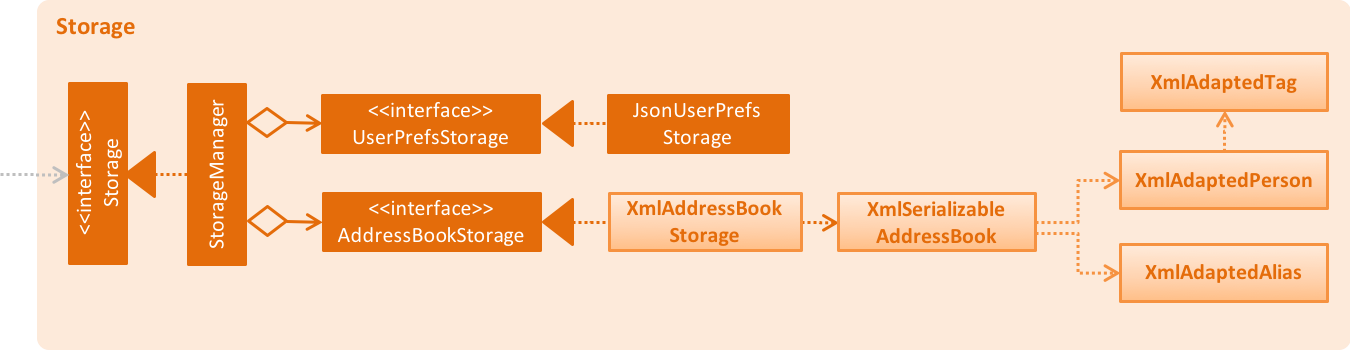 Storage
<<interface>>
Storage
StorageManager
<<interface>>
UserPrefsStorage
JsonUserPrefs
Storage
<<interface>>
AddressBookStorage
XmlAddressBook
Storage
XmlSerializable
AddressBook
XmlAdaptedTag
XmlAdaptedPerson
XmlAdaptedAlias